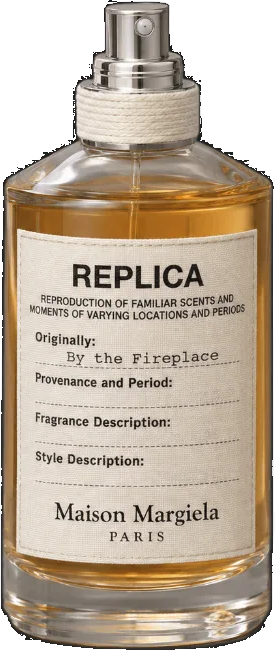 REPLICA
REPRODUCTION OF FAMILIAR SCENTS AND
MOMENTS OF VARYING LOCATIONS AND PERIODS
Originally:
By the Fireplace
Provenance and Period:
Fragrance Description:
Style Description:
Maison Margiela
PARIS